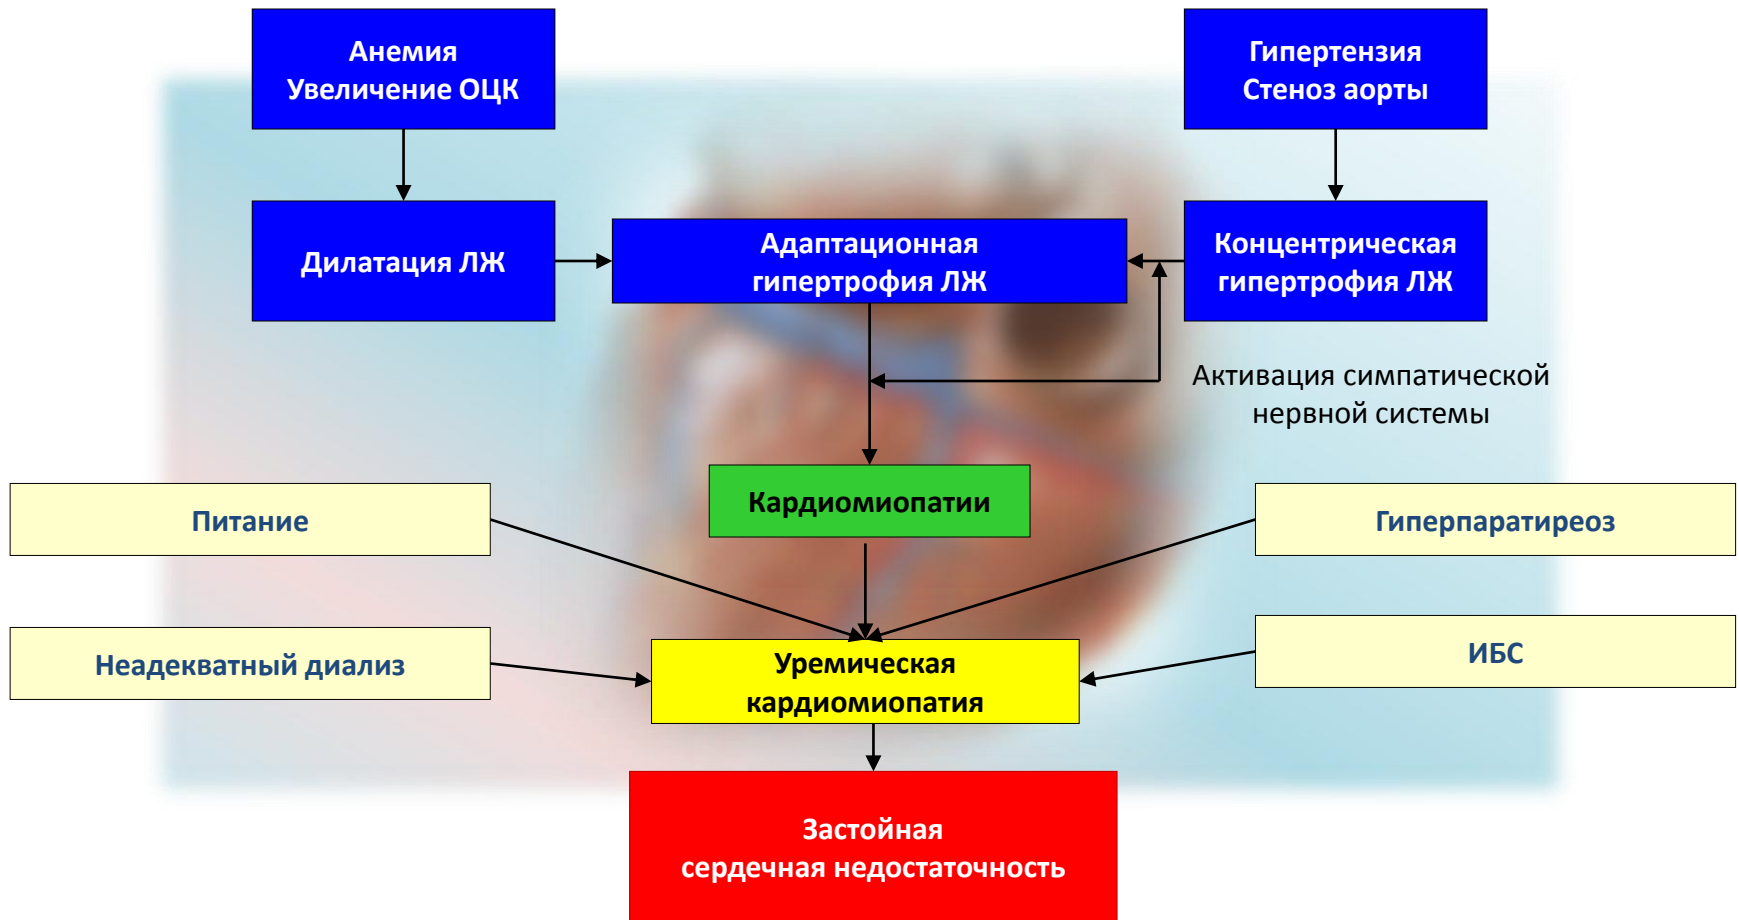 Анемия
Увеличение ОЦК
Гипертензия
Стеноз аорты
Дилатация ЛЖ
Адаптационная
гипертрофия ЛЖ
Концентрическая
гипертрофия ЛЖ
Активация симпатической
нервной системы
Кардиомиопатии
Питание
Гиперпаратиреоз
Неадекватный диализ
Уремическая
кардиомиопатия
ИБС
Застойная
сердечная недостаточность